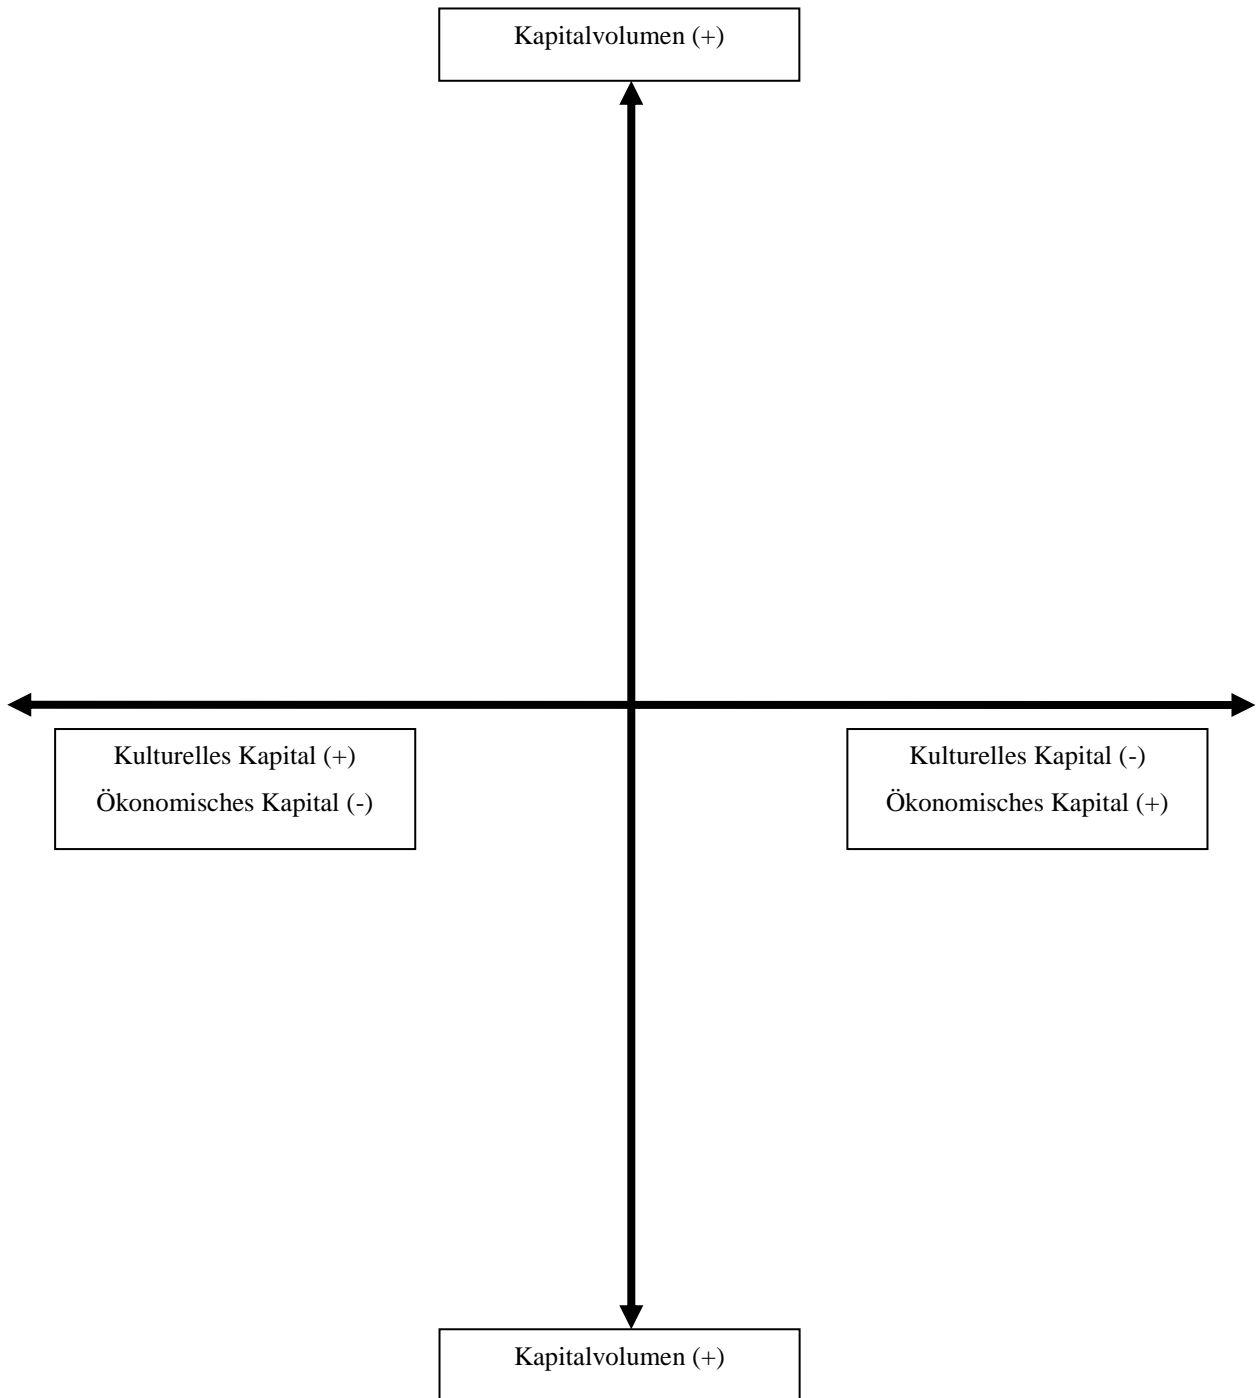 Kapitalvolumen (+)
Kulturelles Kapital (+)
Ökonomisches Kapital (-)
Kulturelles Kapital (-)
Ökonomisches Kapital (+)
Kapitalvolumen (+)